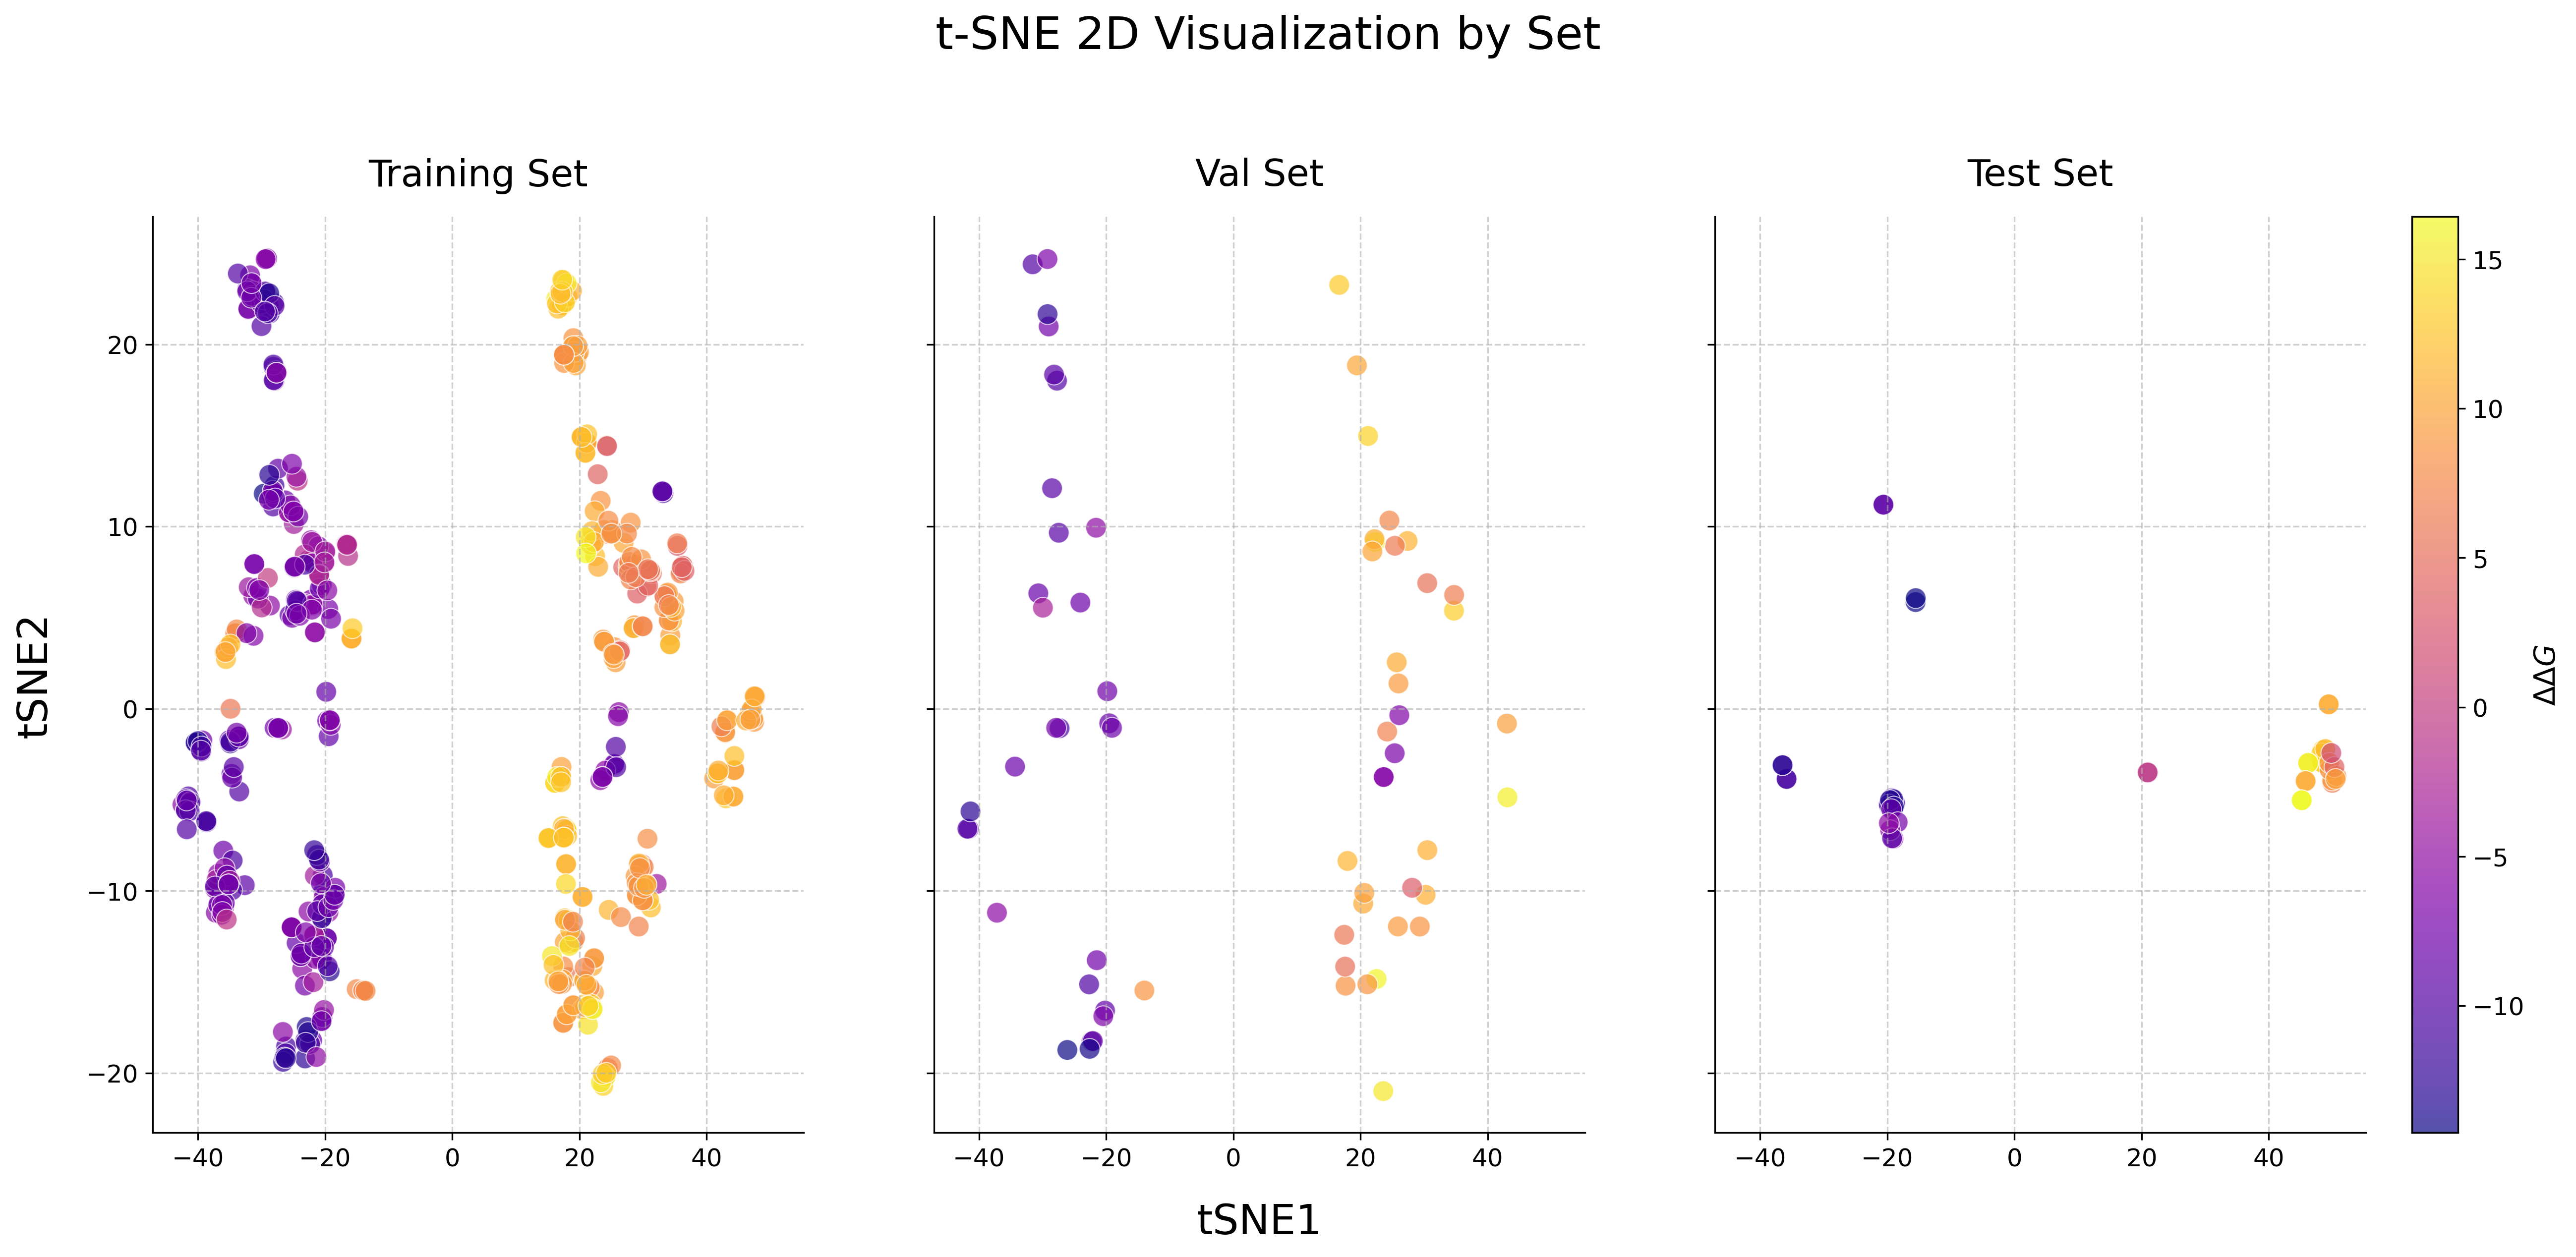 t-SNE 2D Visualization by Set
Training Set
Val Set
Test Set
tSNE2
20
10
0
−10
−20
−40 −20 0 20 40
−40 −20 0 20 40
−40 −20 0 20 40
tSNE1
15
10
5
0
−5
−10
ΔΔG